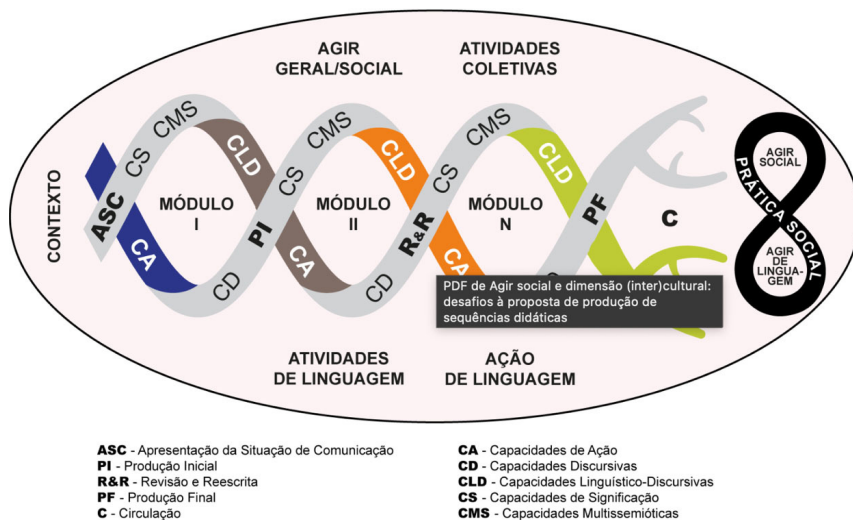 AGIR
GERAL/SOCIAL
ATIVIDADES
COLETIVAS
CONTEXTO
ASC
CS
CMS
CLD
CS
CMS
CLD
CS
CMS
CLD
MÓDULO
I
PI
MÓDULO
II
R&R
MÓDULO
N
PF
C
CA
CD
CA
CD
CA
AGIR
SOCIAL
PRÁTICA SOCIAL
AGIR
DE
LINGUA-
GEM
PDF de Agir social e dimensão (inter)cultural:
desafios à proposta de produção de
sequências didáticas
ATIVIDADES
DE LINGUAGEM
AÇÃO
DE LINGUAGEM
ASC - Apresentação da Situação de Comunicação
PI - Produção Inicial
R&R - Revisão e Reescrita
PF - Produção Final
C - Circulação
CA - Capacidades de Ação
CD - Capacidades Discursivas
CLD - Capacidades Linguístico-Discursivas
CS - Capacidades de Significação
CMS - Capacidades Multissemióticas